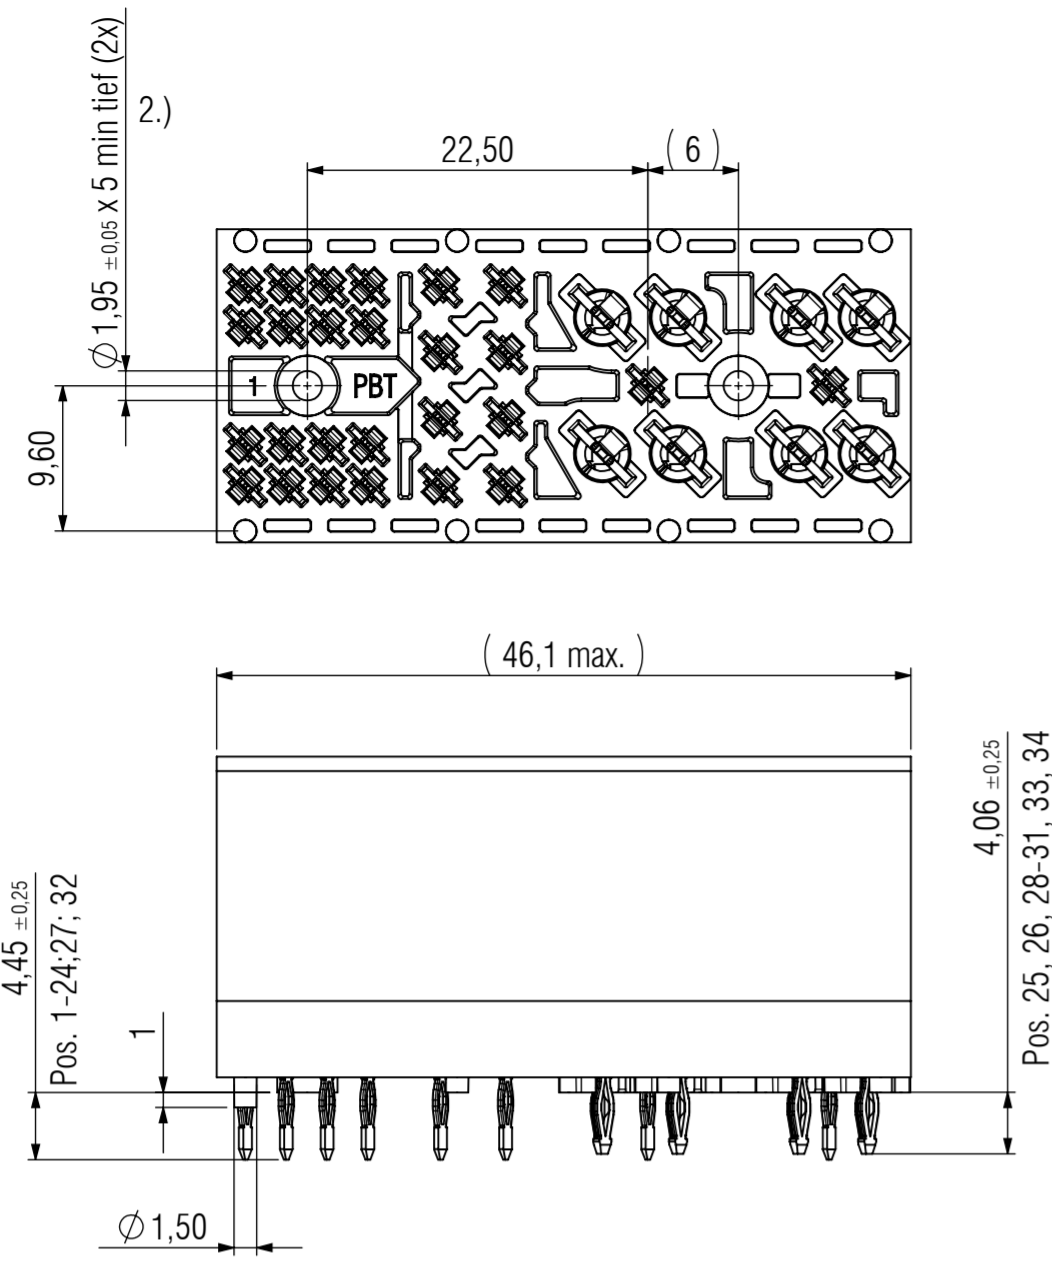 ∅ 1,95 ±0,05 x 5 min tief (2x)
2.)
22,50
( 6 )
1
PBT
9,60
( 46,1 max. )
4,45 ±0,25
Pos. 1-24;27; 32
1
4,06 ±0,25
Pos. 25, 26, 28-31, 33, 34
∅ 1,50